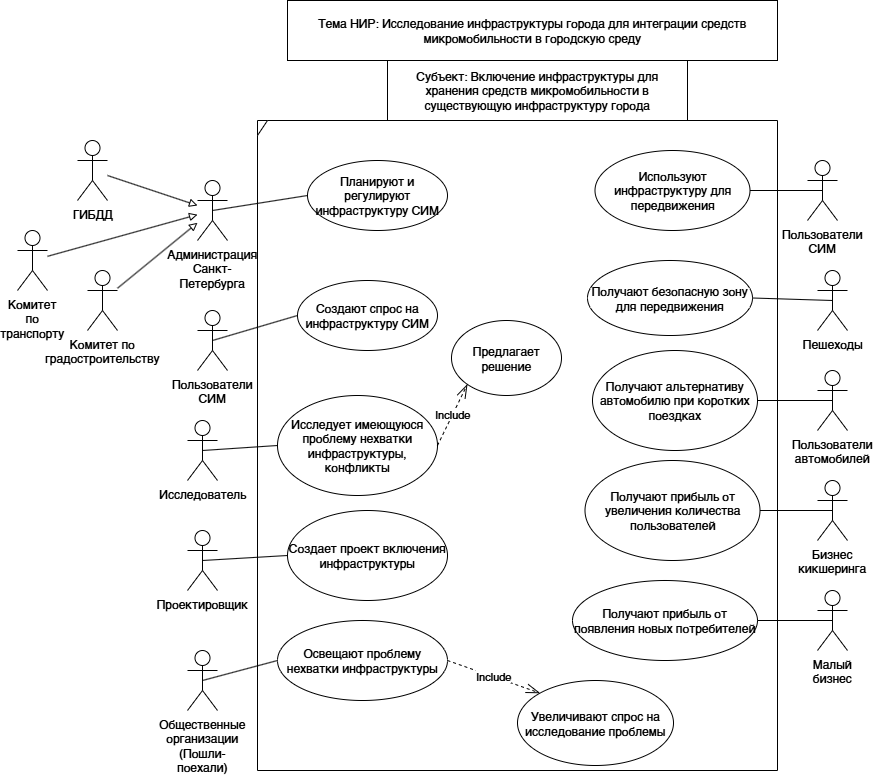 Тема НИР: Исследование инфраструктуры города для интеграции средств
микромобильности в городскую среду
Субъект: Включение инфраструктуры для
хранения средств микромобильности в
существующую инфраструктуру города
ГИБДД
Комитет
по
транспорту
Комитет по
градостроительству
Администрация
Санкт-
Петербурга
Планируют и
регулируют
инфраструктуру СИМ
Пользователи
СИМ
Создают спрос на
инфраструктуру СИМ
Предлагает
решение
Include
Исследователь
Исследует имеющуюся
проблему нехватки
инфраструктуры,
конфликты
Проектировщик
Создает проект включения
инфраструктуры
Общественные
организации
(Пошли-
поехали)
Освещают проблему
нехватки инфраструктуры
Include
Увеличивают спрос на
исследование проблемы
Используют
инфраструктуру для
передвижения
Пользователи
СИМ
Получают безопасную зону
для передвижения
Пешеходы
Получают альтернативу
автомобилю при коротких
поездках
Пользователи
автомобилей
Получают прибыль от
увеличения количества
пользователей
Бизнес
кикшеринга
Получают прибыль от
появления новых потребителей
Малый
бизнес